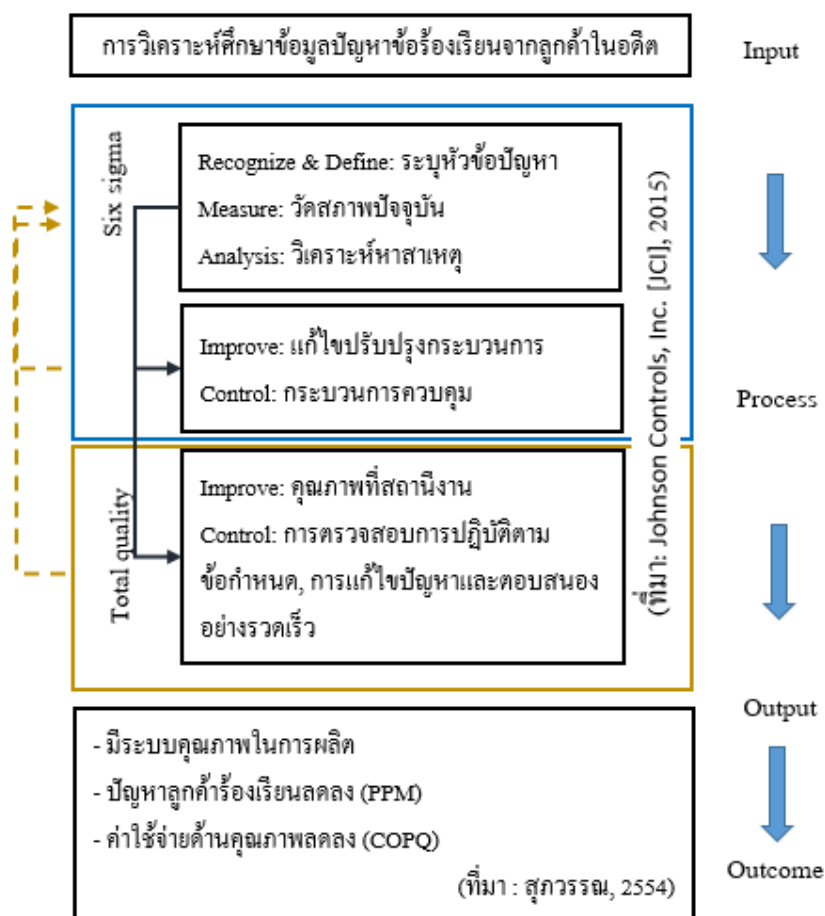 การวิเคราะห์ศึกษาข้อมูลปัญหาข้อร้องเรียนจากลูกค้าในอดีต
Input
Six sigma
Recognize & Define: ระบุหัวข้อปัญหา
Measure: วัดสภาพปัจจุบัน
Analysis: วิเคราะห์หาสาเหตุ
Improve: แก้ไขปรับปรุงกระบวนการ
Control: กระบวนการควบคุม
(ที่มา: Johnson Controls, Inc. [JCI], 2015)
Process
Total quality
Improve: คุณภาพที่สถานีงาน
Control: การตรวจสอบการปฏิบัติตาม
ข้อกำหนด, การแก้ไขปัญหาและตอบสนอง
อย่างรวดเร็ว
Output
- มีระบบคุณภาพในการผลิต
- ปัญหาลูกค้าร้องเรียนลดลง (PPM)
- ค่าใช้จ่ายด้านคุณภาพลดลง (COPQ)
(ที่มา : สุภวรรณ, 2554)
Outcome